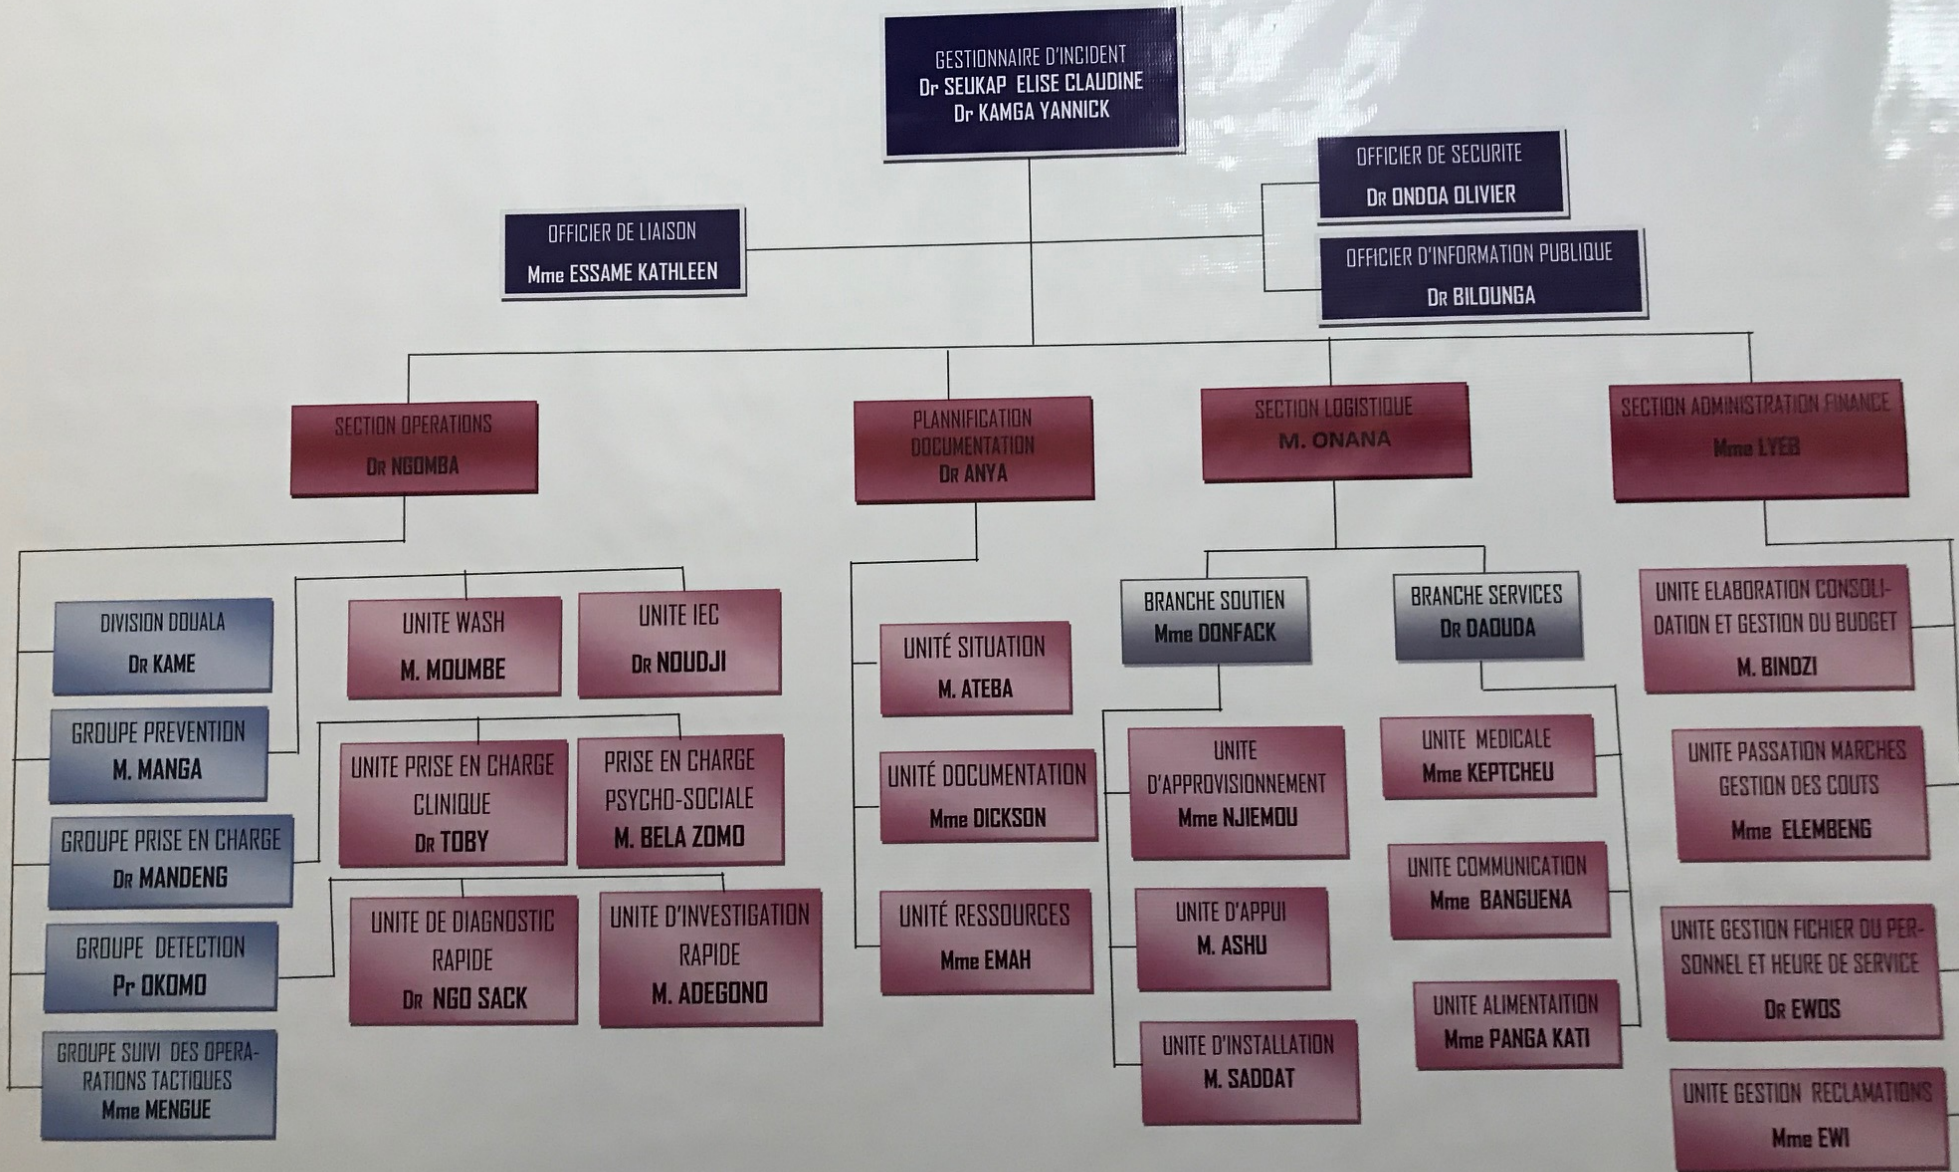 GESTIONNAIRE D'INCIDENT
Dr SEUKAP ELISE CLAUDINE
Dr KAMGA YANNICK
OFFICIER DE SECURITE
DR ONDOA OLIVIER
OFFICIER DE LIAISON
Mme ESSAME KATHLEEN
OFFICIER D'INFORMATION PUBLIQUE
DR BILOUNGA
SECTION OPERATIONS
DR NGOMBA
PLANNIFICATION
DOCUMENTATION
DR ANYA
SECTION LOGISTIQUE
M. ONANA
SECTION ADMINISTRATION FINANCE
Mme LYEB
DIVISION DOUALA
DR KAME
GROUPE PREVENTION
M. MANGA
GROUPE PRISE EN CHARGE
DR MANDENG
GROUPE DETECTION
Pr OKOMO
GROUPE SUIVI DES OPERA-
RATIONS TACTIQUES
Mme MENGUE
UNITE WASH
M. MOUMBE
UNITE IEC
DR NOUDJI
UNITE PRISE EN CHARGE
CLINIQUE
DR TOBY
PRISE EN CHARGE
PSYCHO-SOCIALE
M. BELA ZOMO
UNITE DE DIAGNOSTIC
RAPIDE
DR NGO SACK
UNITE D'INVESTIGATION
RAPIDE
M. ADEGONO
UNITÉ SITUATION
M. ATEBA
UNITÉ DOCUMENTATION
Mme DICKSON
UNITÉ RESSOURCES
Mme EMAH
BRANCHE SOUTIEN
Mme DONFACK
UNITE
D'APPROVISIONNEMENT
Mme NJIEMOU
UNITE D'APPUI
M. ASHU
UNITE D'INSTALLATION
M. SADDAT
BRANCHE SERVICES
DR DAOUDA
UNITE MEDICALE
Mme KEPTCHEU
UNITE COMMUNICATION
Mme BANGUENA
UNITE ALIMENTAITION
Mme PANGA KATI
UNITE ELABORATION CONSOLI-
DATION ET GESTION DU BUDGET
M. BINDZI
UNITE PASSATION MARCHES
GESTION DES COUTS
Mme ELEMBENG
UNITE GESTION FICHIER DU PER-
SONNEL ET HEURE DE SERVICE
DR EWOS
UNITE GESTION RECLAMATIONS
Mme EWI